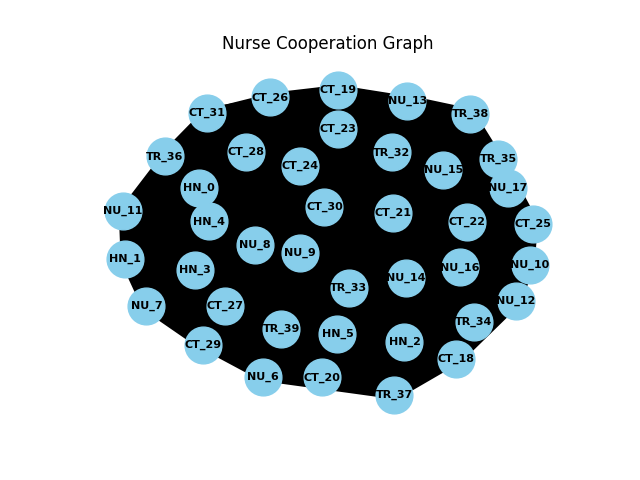 Nurse Cooperation Graph
CT_19
CT_26
NU_13
CT_31
TR_38
CT_23
CT_28
TR_32
TR_36
TR_35
CT_24
NU_15
HN_0
NU_17
CT_30
NU_11
CT_21
HN_4
CT_22
CT_25
NU_8
NU_9
HN_1
NU_10
NU_16
HN_3
NU_14
TR_33
NU_12
NU_7
CT_27
TR_34
TR_39
HN_5
HN_2
CT_29
CT_18
NU_6
CT_20
TR_37